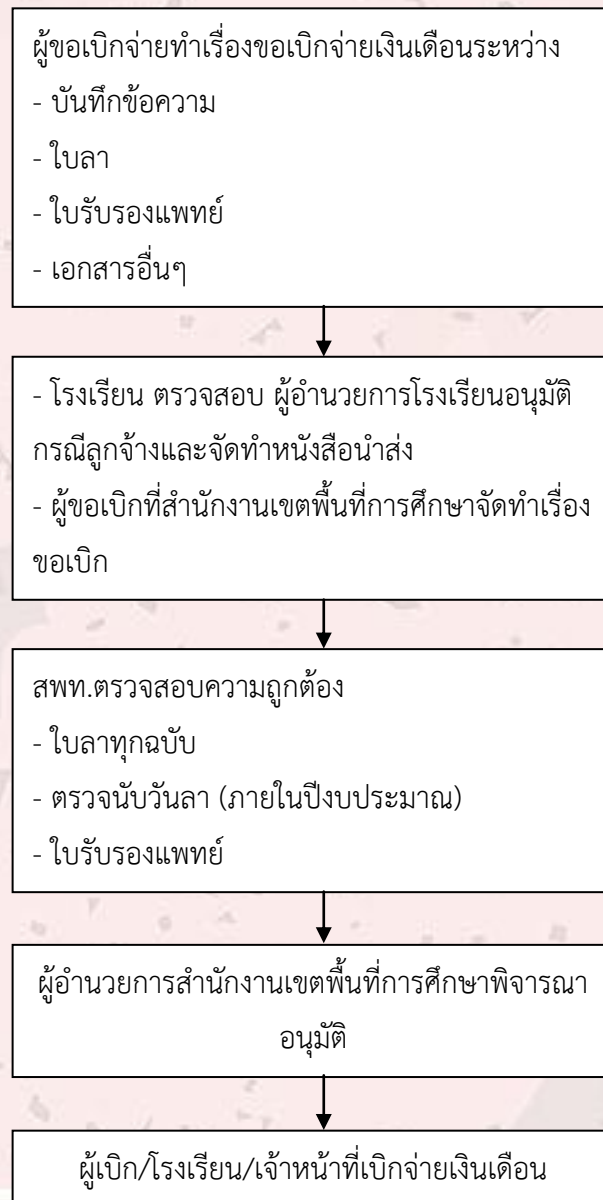 ผู้ขอเบิกจ่ายทำเรื่องขอเบิกจ่ายเงินเดือนระหว่าง
- บันทึกข้อความ
- ใบลา
- ใบรับรองแพทย์
- เอกสารอื่นๆ
- โรงเรียน ตรวจสอบ ผู้อำนวยการโรงเรียนอนุมัติ
กรณีลูกจ้างและจัดทำหนังสือนำส่ง
- ผู้ขอเบิกที่สำนักงานเขตพื้นที่การศึกษาจัดทำเรื่อง
ขอเบิก
สพท.ตรวจสอบความถูกต้อง
- ใบลาทุกฉบับ
- ตรวจนับวันลา (ภายในปีงบประมาณ)
- ใบรับรองแพทย์
ผู้อำนวยการสำนักงานเขตพื้นที่การศึกษาพิจารณา
อนุมัติ
ผู้เบิก/โรงเรียน/เจ้าหน้าที่เบิกจ่ายเงินเดือน